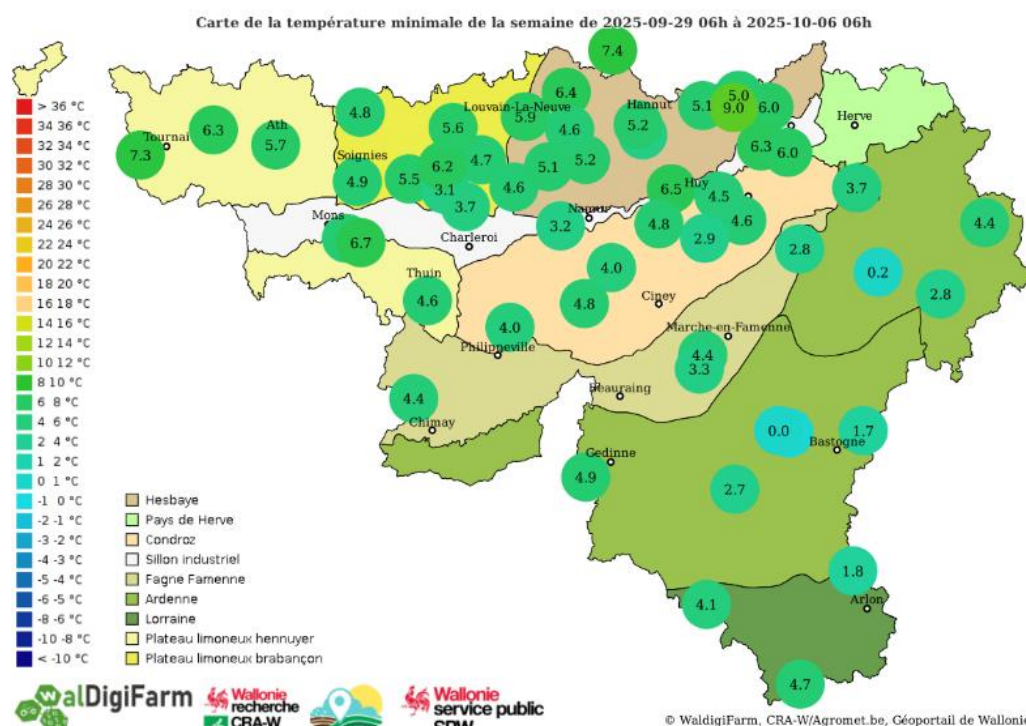 Carte de la température minimale de la semaine de 2025-09-29 06h à 2025-10-06 06h
7.4
> 36 °C
34 36 °C
32 34 °C
30 32 °C
28 30 °C
26 28 °C
24 26 °C
22 24 °C
20 22 °C
18 20 °C
16 18 °C
14 16 °C
12 14 °C
10 12 °C
8 10 °C
6 8 °C
4 6 °C
2 4 °C
1 2 °C
0 1 °C
-1 0 °C
-2 -1 °C
-3 -2 °C
-4 -3 °C
-5 -4 °C
-6 -5 °C
-8 -6 °C
-10 -8 °C
< -10 °C
6.4
5.0
4.8
Louvain-La-Neuve
5.9
Hannut
5.1
9.0
6.0
6.3
Ath
5.6
4.6
5.2
Herve
Tournai
7.3
5.7
6.3
6.0
Soignies
4.9
5.5
6.2
4.7
5.1
5.2
3.1
4.6
6.5
Huy
4.5
3.7
3.7
Mons
6.7
Charleroi
3.2
4.8
4.6
2.9
4.4
2.8
Thuin
4.6
4.0
0.2
4.8
Ciney
2.8
4.0
Philippeville
Marche-en-Famenne
4.4
3.3
Beauraing
4.4
Chimay
0.0
1.7
Bastogne
Gedinne
4.9
2.7
1.8
4.1
Arlon
4.7
Hesbaye
Pays de Herve
Condroz
Sillon industriel
Fagne Famenne
Ardenne
Lorraine
Plateau limoneux hennuyer
Plateau limoneux brabançon
walDigiFarm
Wallonie
recherche
CRA-W
Wallonie
service public
SPW
© WaldigiFarm, CRA-W/Agromet.be, Géoportail de Wallonie